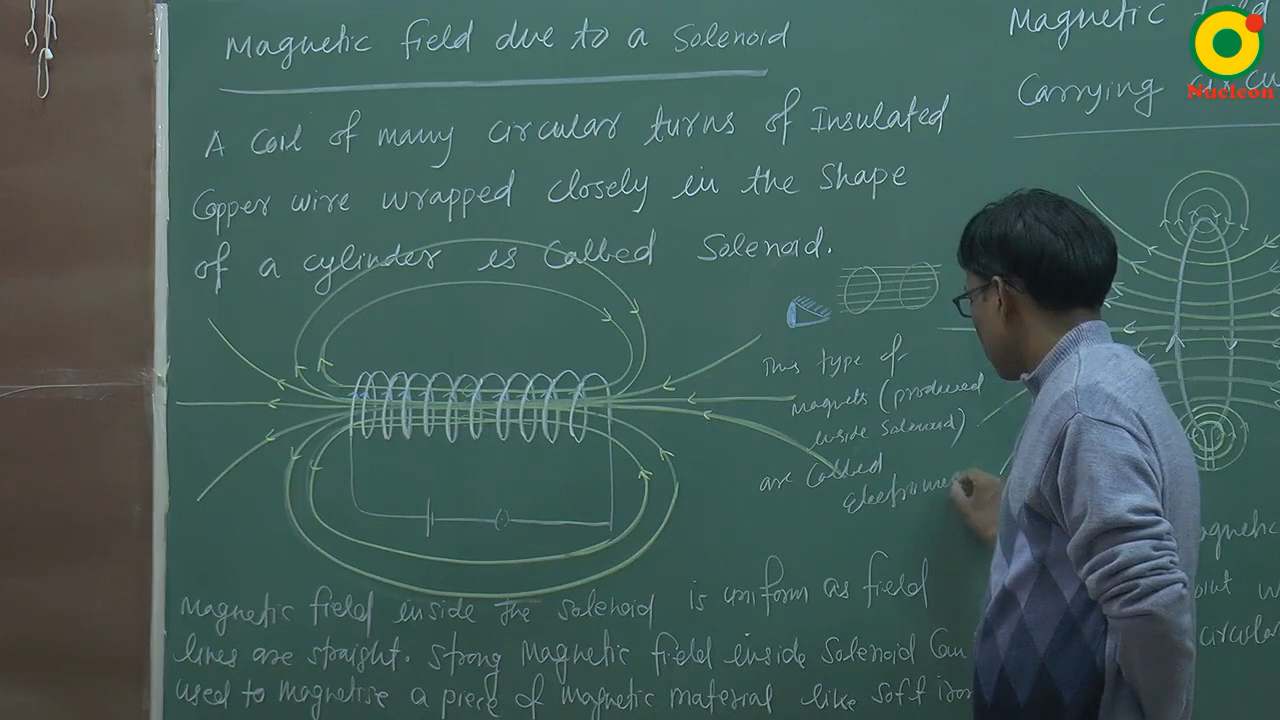 Magnetic field due to a Solenoid
A Coil of many circular turns of Insulated
Copper wire wrapped closely in the Shape
of a cylinder is Called Solenoid.
This type of
magnets (produced
inside Solenoid)
are Called
Magnetic field inside the solenoid is uniform as field
lines are straight. Strong Magnetic field inside Solenoid Can
used to Magnetise a piece of Magnetic material like soft iron
Magnetic field
Carrying
Nucleon